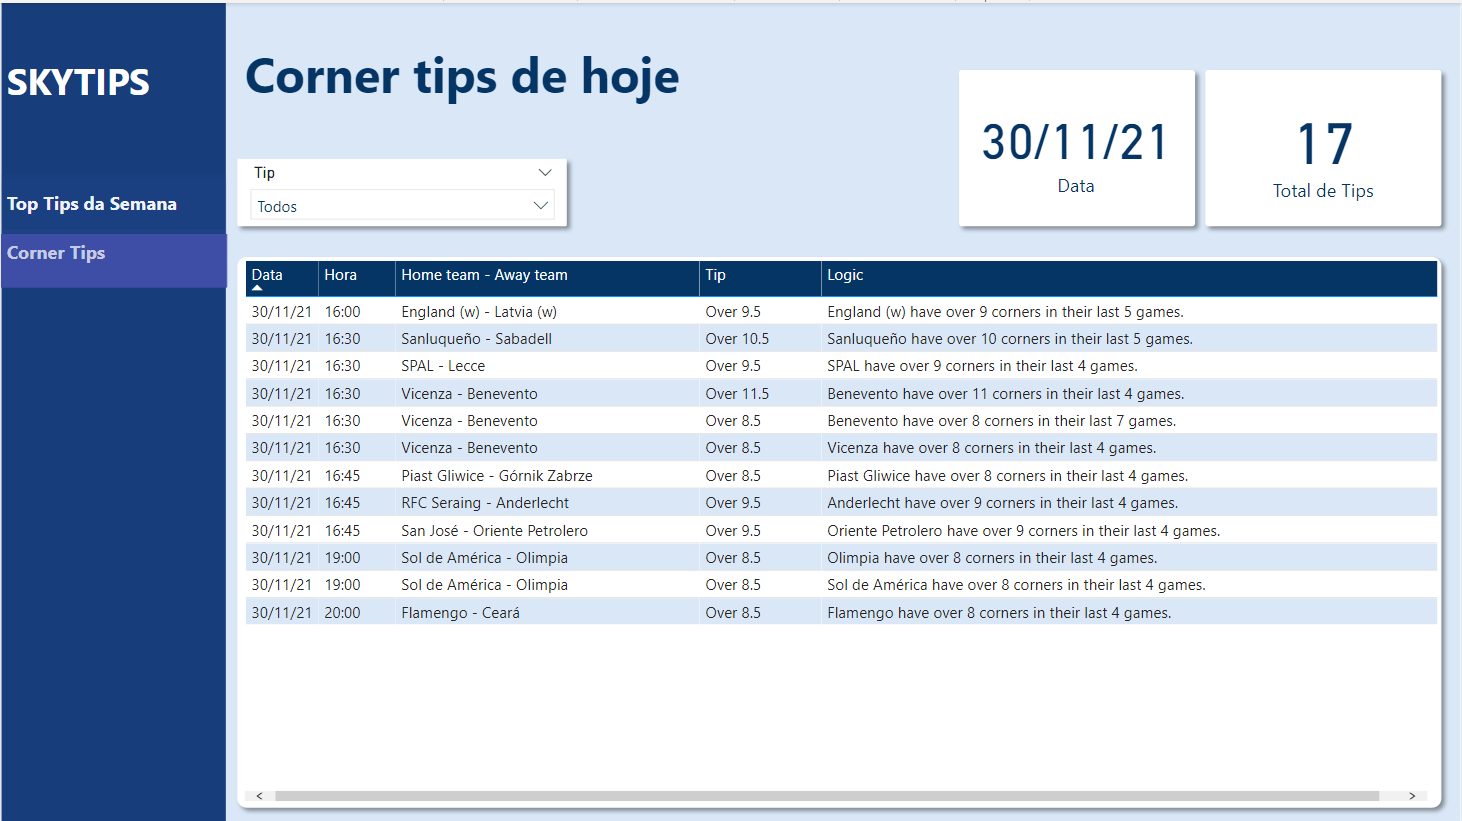 SKYTIPS
Top Tips da Semana
Corner Tips
Corner tips de hoje
30/11/21
Data
17
Total de Tips
Tip
Todos
Data Hora Home team - Away team Tip Logic
30/11/21 16:00 England (w) - Latvia (w) Over 9.5 England (w) have over 9 corners in their last 5 games.
30/11/21 16:30 Sanluqueño - Sabadell Over 10.5 Sanluqueño have over 10 corners in their last 5 games.
30/11/21 16:30 SPAL - Lecce Over 9.5 SPAL have over 9 corners in their last 4 games.
30/11/21 16:30 Vicenza - Benevento Over 11.5 Benevento have over 11 corners in their last 4 games.
30/11/21 16:30 Vicenza - Benevento Over 8.5 Benevento have over 8 corners in their last 7 games.
30/11/21 16:30 Vicenza - Benevento Over 8.5 Vicenza have over 8 corners in their last 4 games.
30/11/21 16:45 Piast Gliwice - Górnik Zabrze Over 8.5 Piast Gliwice have over 8 corners in their last 4 games.
30/11/21 16:45 RFC Seraing - Anderlecht Over 9.5 Anderlecht have over 9 corners in their last 4 games.
30/11/21 16:45 San José - Oriente Petrolero Over 9.5 Oriente Petrolero have over 9 corners in their last 4 games.
30/11/21 19:00 Sol de América - Olimpia Over 8.5 Olimpia have over 8 corners in their last 4 games.
30/11/21 19:00 Sol de América - Olimpia Over 8.5 Sol de América have over 8 corners in their last 4 games.
30/11/21 20:00 Flamengo - Ceará Over 8.5 Flamengo have over 8 corners in their last 4 games.